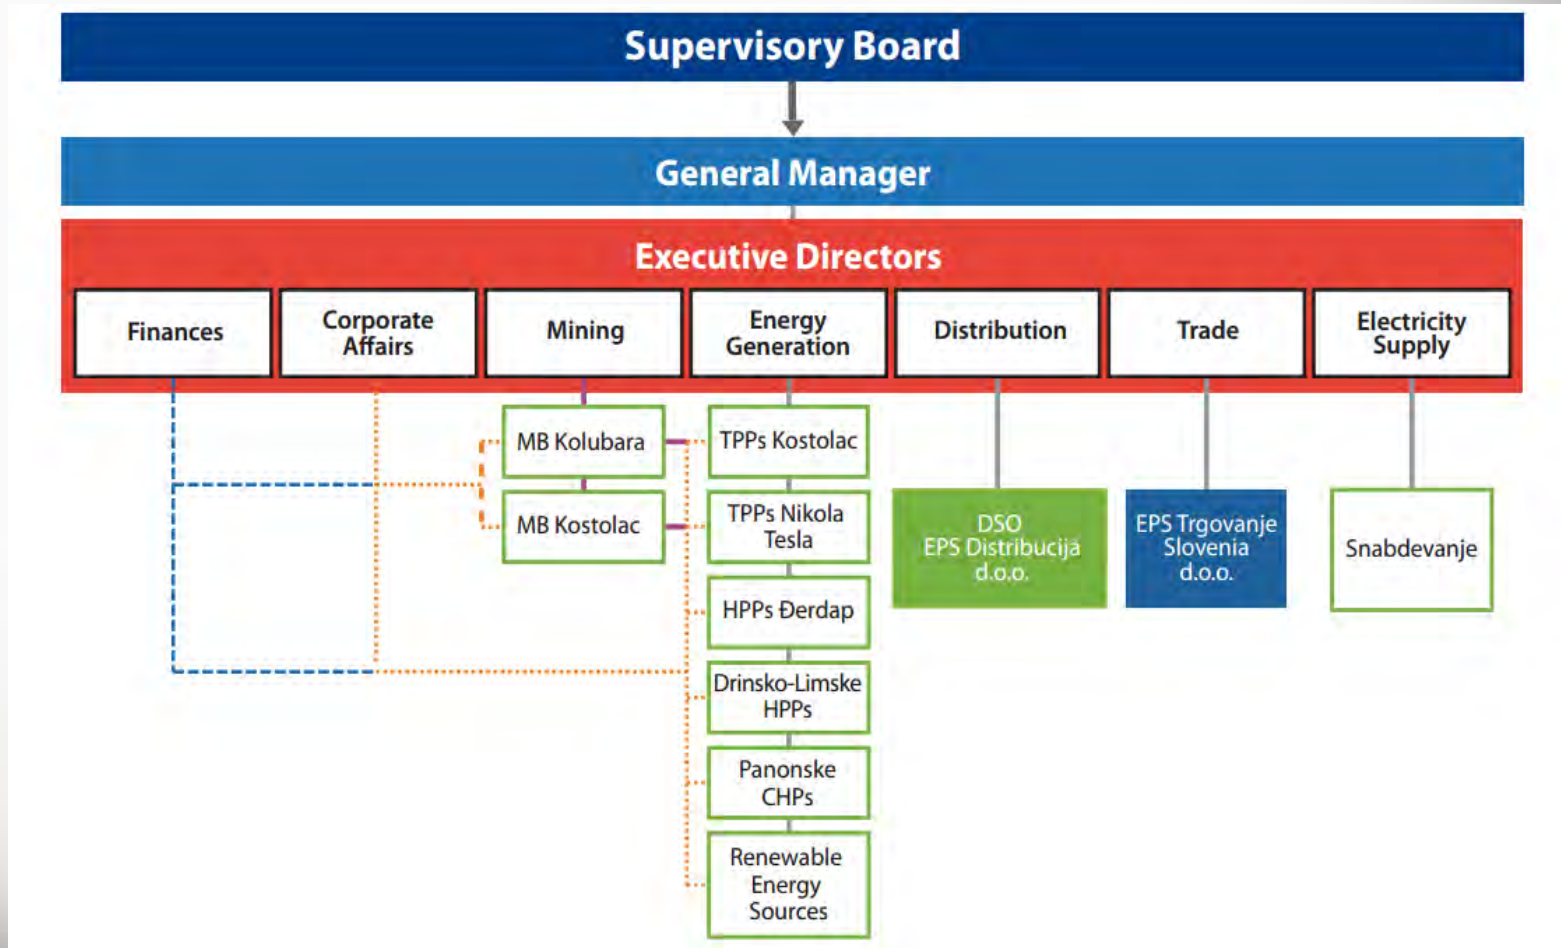 Supervisory Board
General Manager
Executive Directors
Finances
Corporate
Affairs
Mining
Energy
Generation
Distribution
Trade
Electricity
Supply
MB Kolubara
MB Kostolac
TPPs Kostolac
TPPs Nikola
Tesla
HPPs Đerdap
Drinsko-Limske
HPPs
Panonske
CHPs
Renewable
Energy
Sources
DSO
EPS Distribucija
d.o.o.
EPS Trgovanje
Slovenia
d.o.o.
Snabdevanje